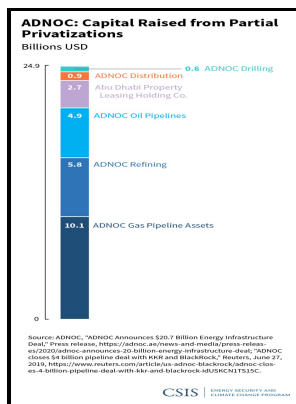 ADNOC: Capital Raised from Partial
Privatizations
Billions USD
24.9
0.6 ADNOC Drilling
0.9 ADNOC Distribution
2.7 Abu Dhabi Property
Leasing Holding Co.
4.9 ADNOC Oil Pipelines
5.8 ADNOC Refining
10.1 ADNOC Gas Pipeline Assets
0
Source: ADNOC, "ADNOC Announces $20.7 Billion Energy Infrastructure
Deal," Press release, https://adnoc.ae/news-and-media/press-releas-
es/2020/adnoc-announces-20-billion-energy-infrastructure-deal; "ADNOC
closes $4 billion pipeline deal with KKR and BlackRock," Reuters, June 27,
2019, https://www.reuters.com/article/us-adnoc-blackrock/adnoc-clos-
es-4-billion-pipeline-deal-with-kkr-and-blackrock-idUSKCN1TS15C.
CSIS ENERGY SECURITY AND
CLIMATE CHANGE PROGRAM